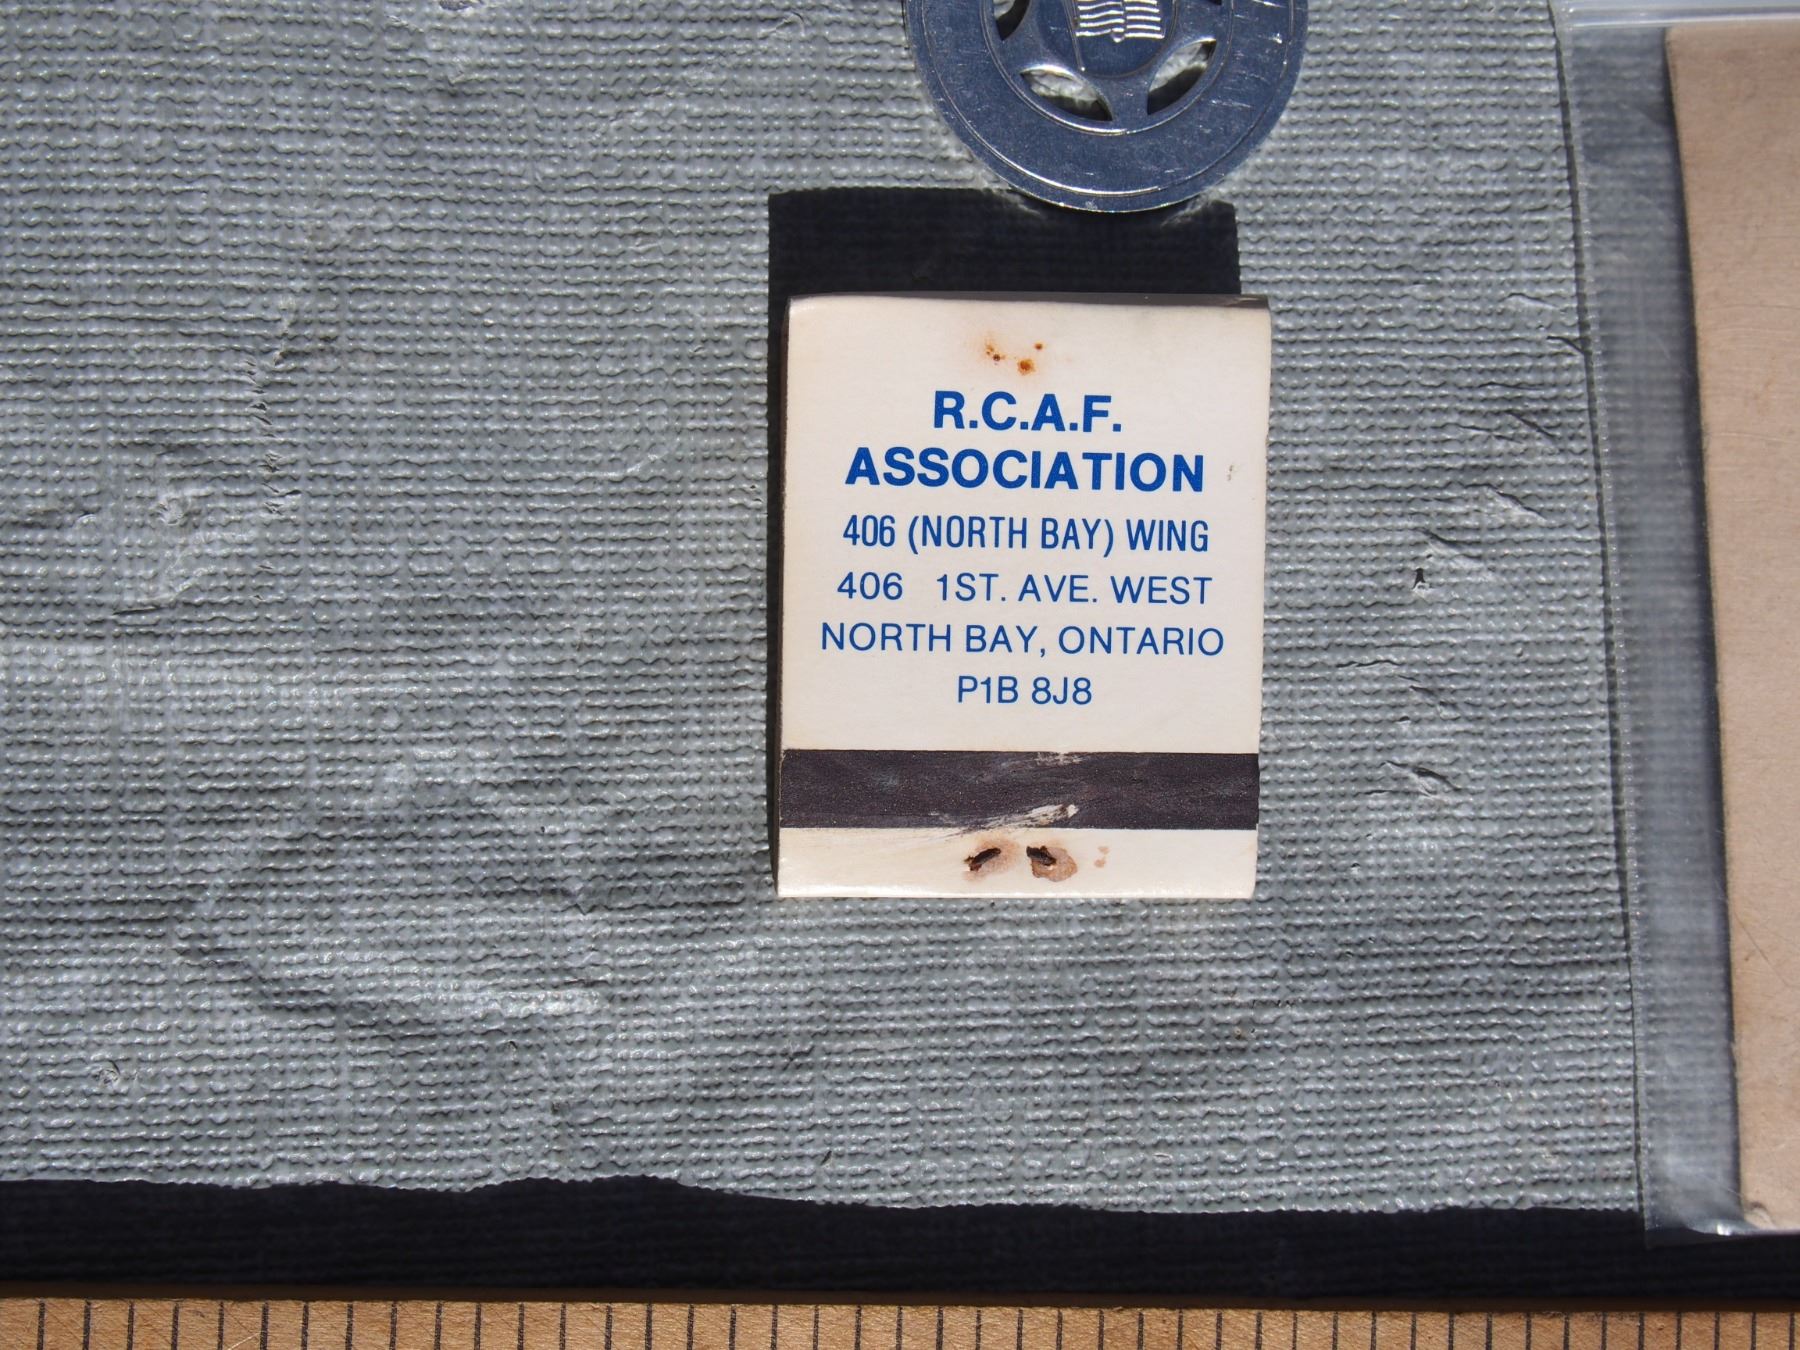 R.C.A.F.
ASSOCIATION
406 (NORTH BAY) WING
406 1ST. AVE. WEST
NORTH BAY, ONTARIO
P1B 8J8